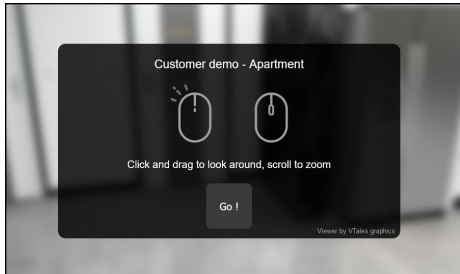 Customer demo - Apartment
Click and drag to look around, scroll to zoom
Go !
Viewer by VTales graphics